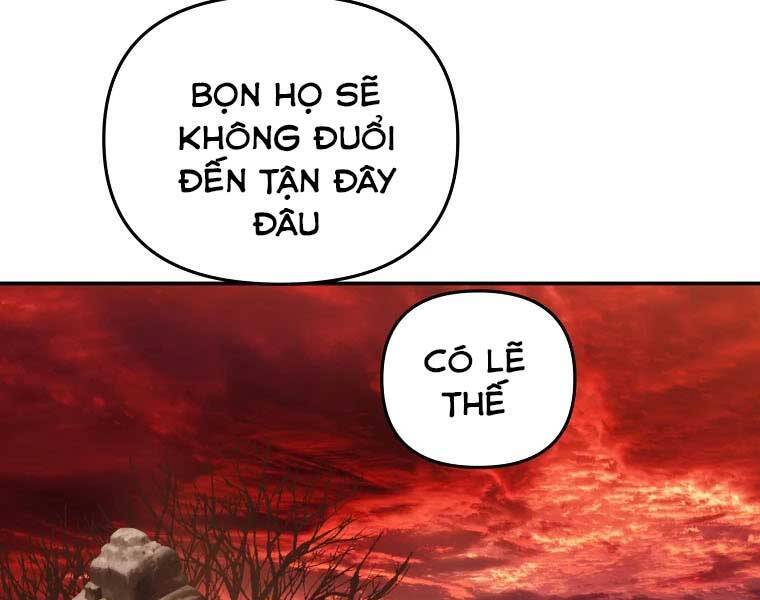 BỌN HỌ SẼ
KHÔNG ĐUỔI
ĐẾN TẬN ĐÂY
ĐÂU
CÓ LẼ
THẾ